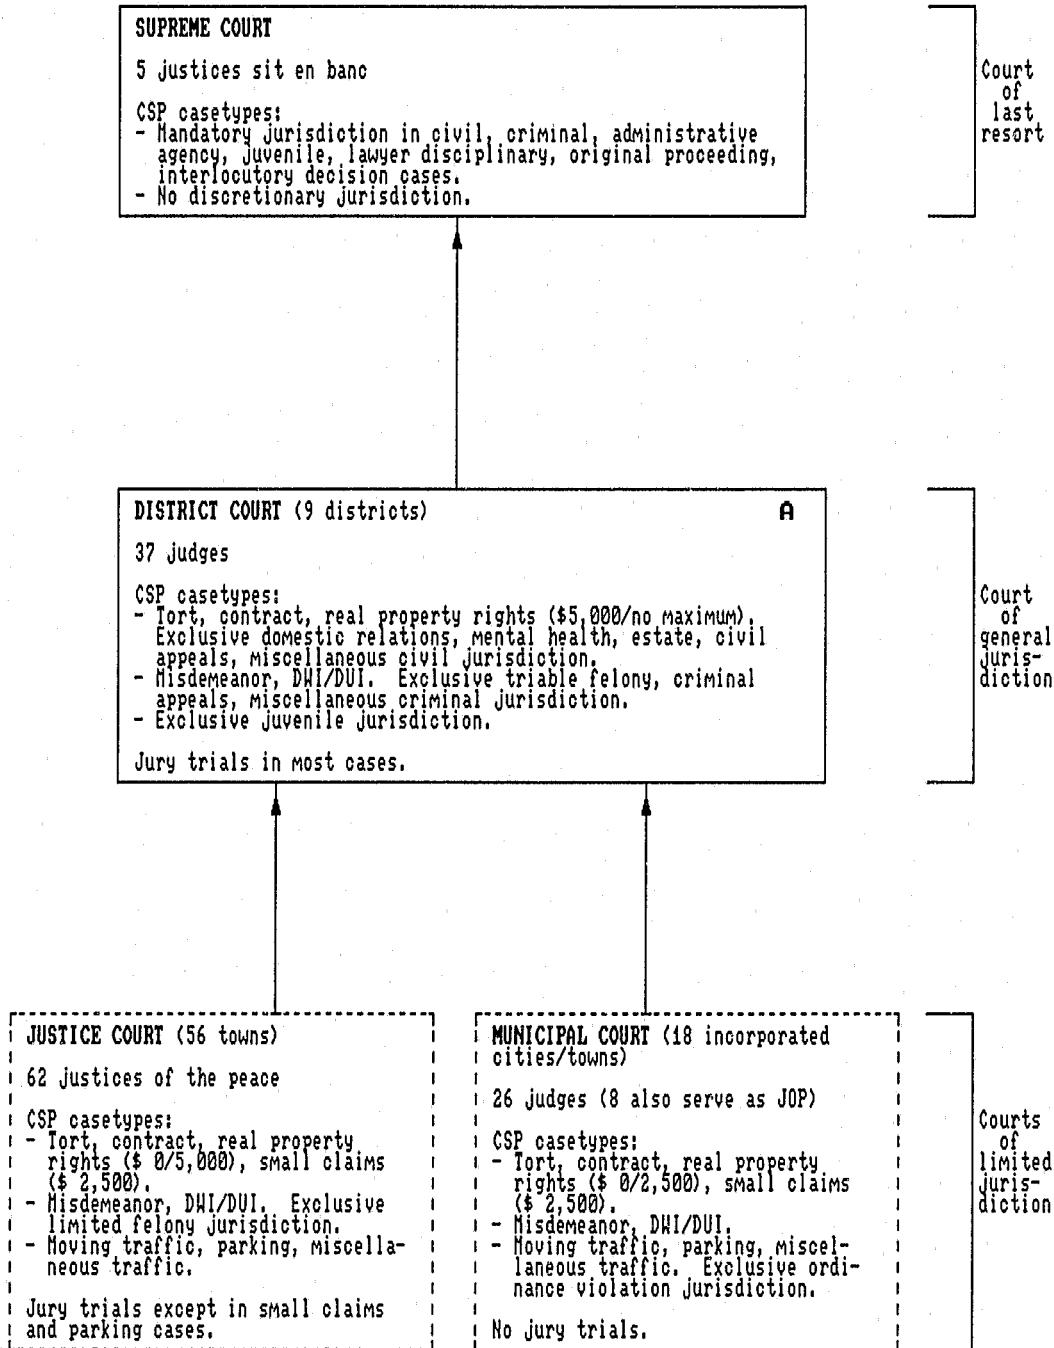 SUPREME COURT
5 justices sit en banc
CSP casetypes:
- Mandatory jurisdiction in civil, criminal, administrative
agency, juvenile, lawyer disciplinary, original proceeding,
interlocutory decision cases.
- No discretionary jurisdiction.
Court
of
last
resort
DISTRICT COURT (9 districts) A
37 judges
CSP casetypes:
- Tort, contract, real property rights ($5,000/no maximum).
Exclusive domestic relations, mental health, estate, civil
appeals, miscellaneous civil jurisdiction.
- Misdemeanor, DWI/DUI. Exclusive triable felony, criminal
appeals, miscellaneous criminal jurisdiction.
- Exclusive juvenile jurisdiction.
Jury trials in most cases.
Court
of
general
juris-
diction
JUSTICE COURT (56 towns)
62 justices of the peace
CSP casetypes:
- Tort, contract, real property
rights ($ 0/5,000), small claims
($ 2,500).
- Misdemeanor, DWI/DUI. Exclusive
limited felony jurisdiction.
- Moving traffic, parking, miscella-
neous traffic.
Jury trials except in small claims
and parking cases.
MUNICIPAL COURT (18 incorporated
cities/towns)
26 judges (8 also serve as JOP)
CSP casetypes:
- Tort, contract, real property
rights ($ 0/2,500), small claims
($ 2,500).
- Misdemeanor, DWI/DUI.
- Moving traffic, parking, miscel-
laneous traffic. Exclusive ordi-
nance violation jurisdiction.
No jury trials.
Courts
of
limited
juris-
diction